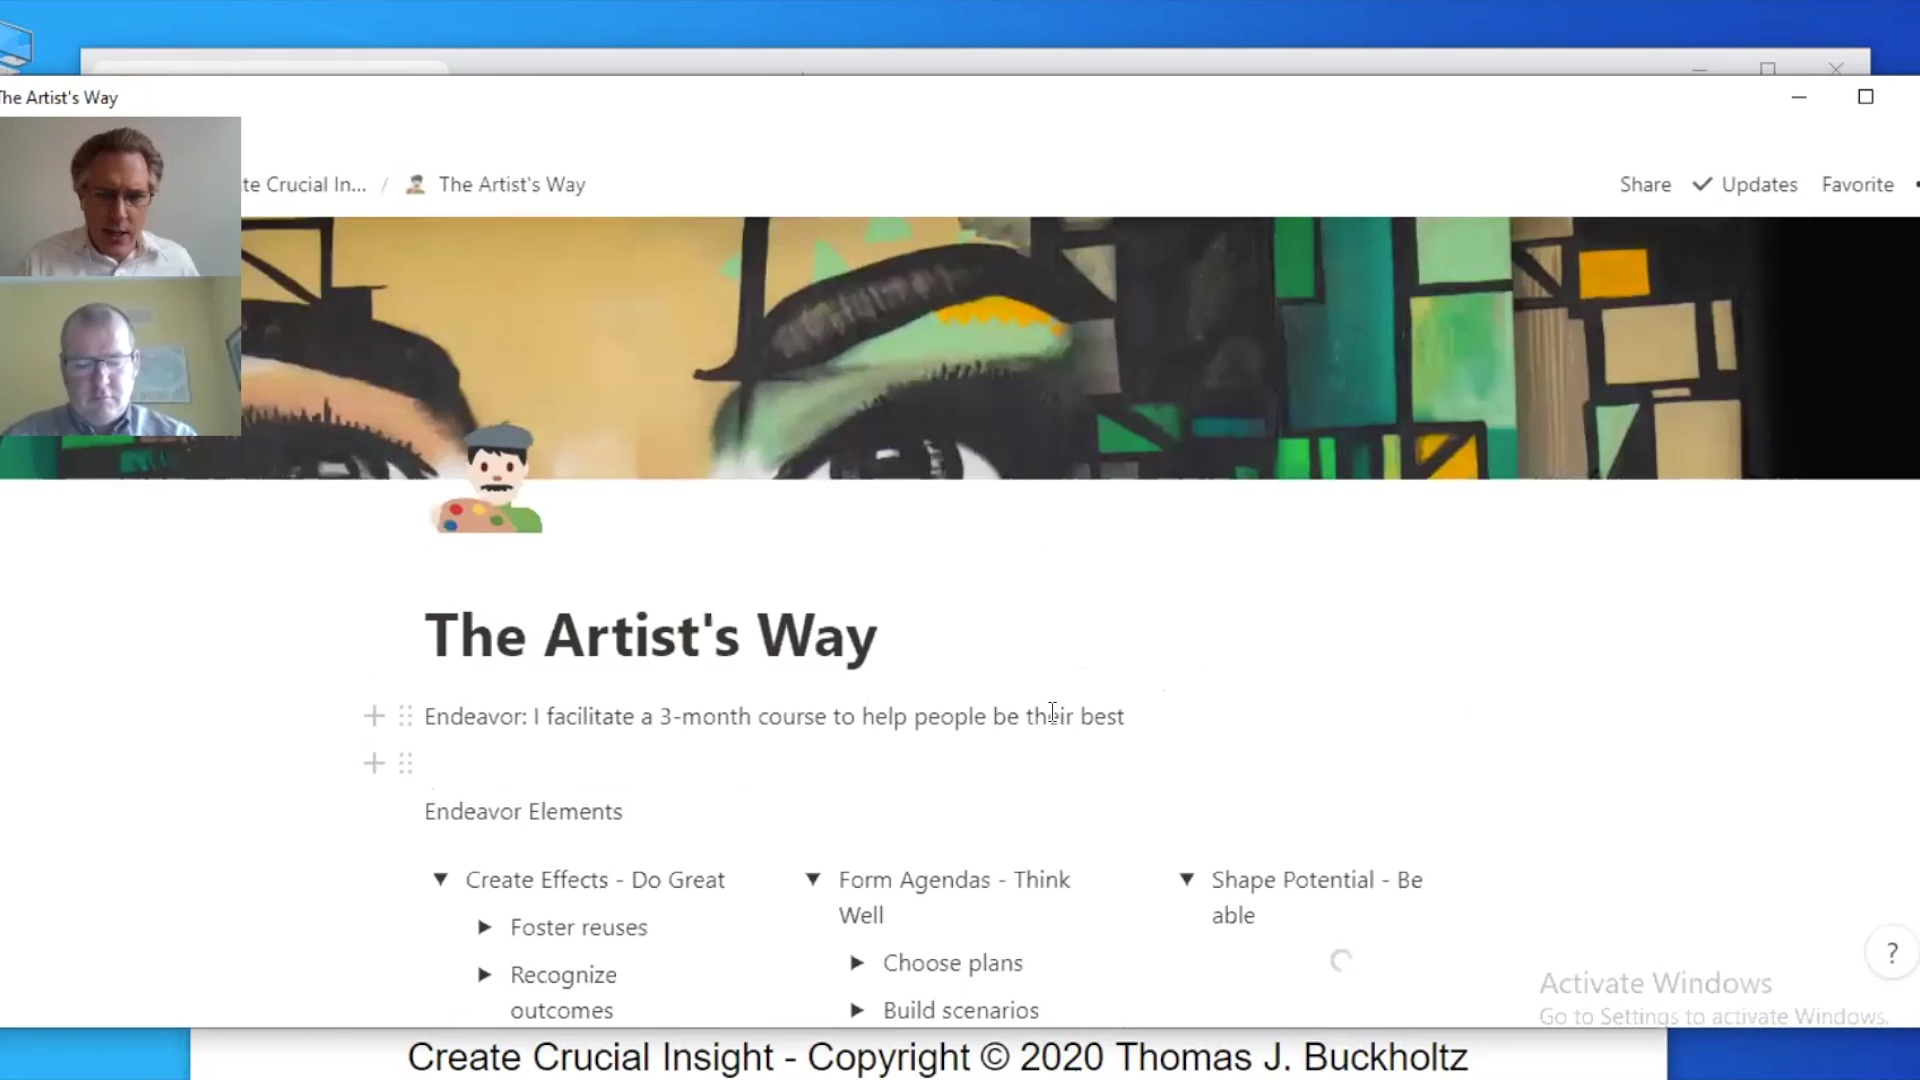 The Artist's Way
te Crucial In... / The Artist's Way
Share Updates Favorite
The Artist's Way
Endeavor: I facilitate a 3-month course to help people be their best
Endeavor Elements
Create Effects - Do Great
Foster reuses
Recognize
outcomes
Form Agendas - Think
Well
Choose plans
Build scenarios
Shape Potential - Be
able
?
Activate Windows
Go to Settings to activate Windows.
Create Crucial Insight - Copyright © 2020 Thomas J. Buckholtz